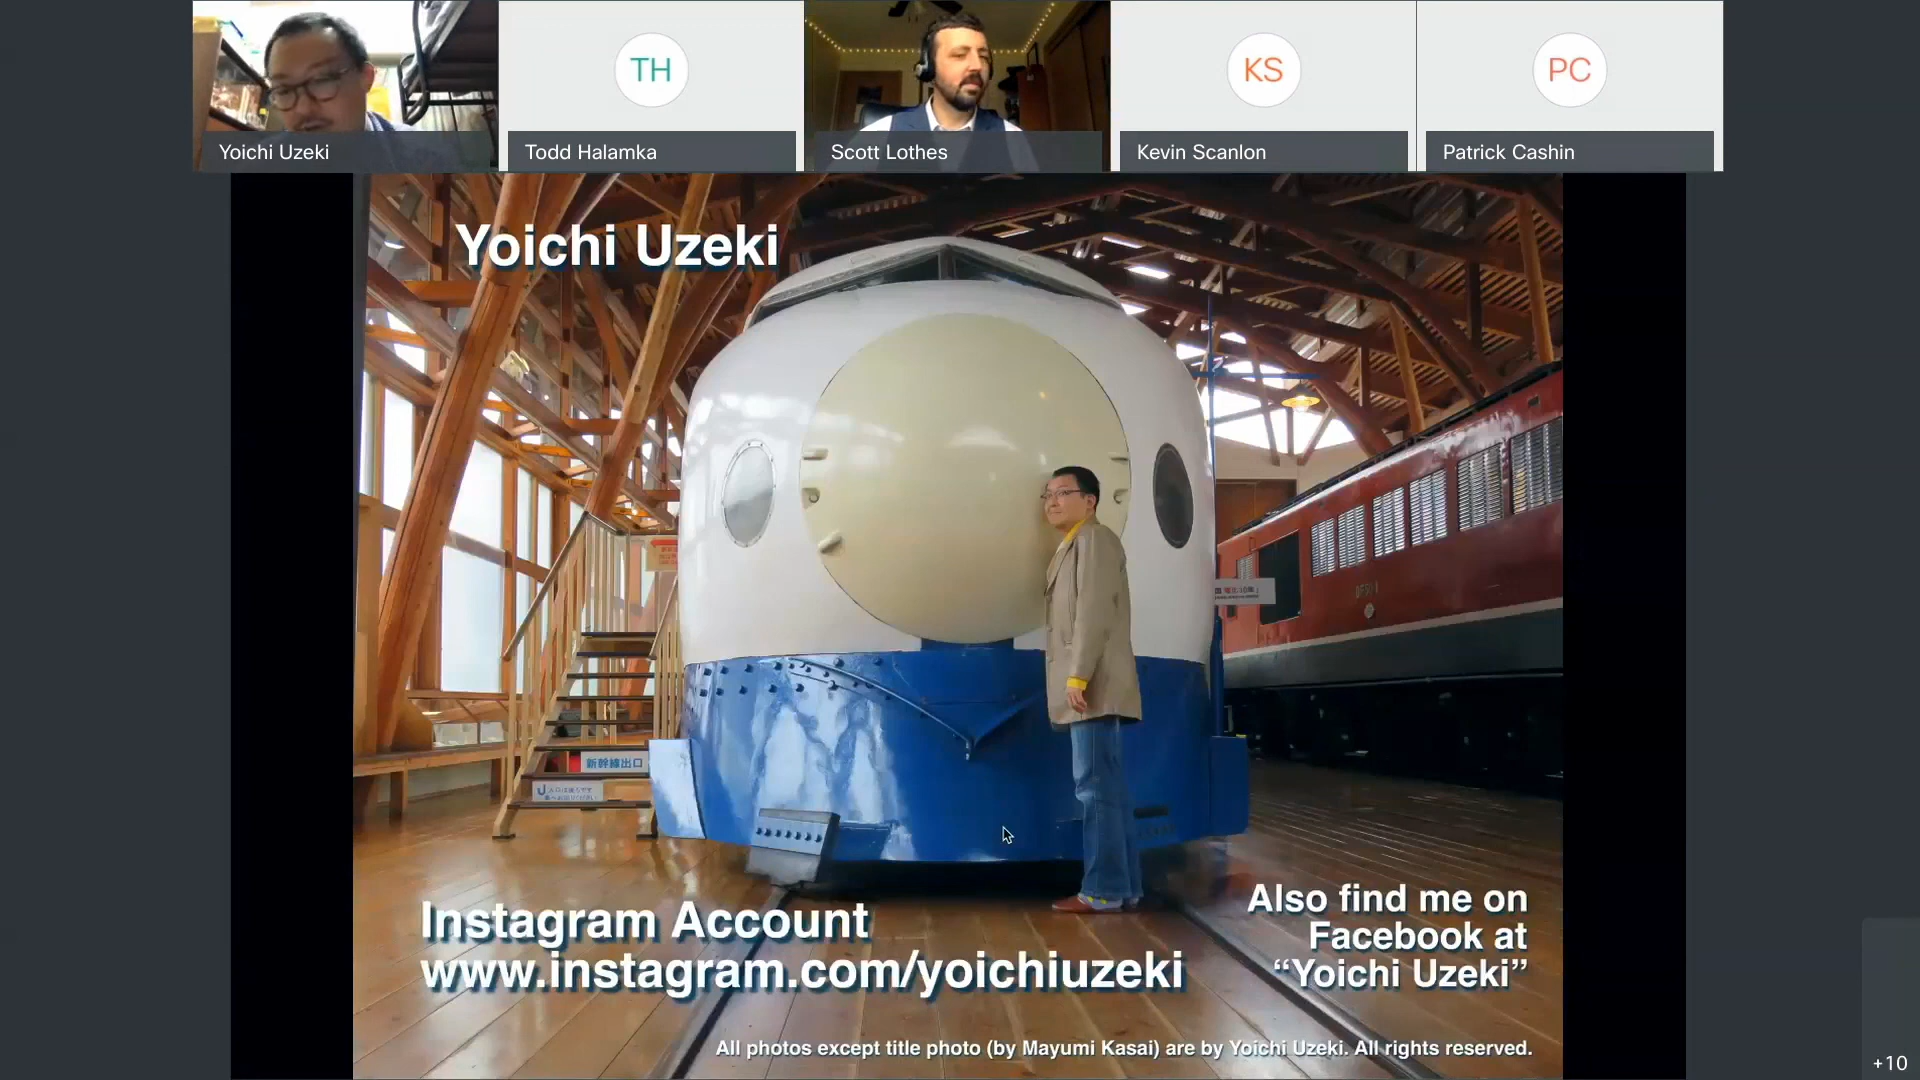 TH
KS
PC
Yoichi Uzeki
Todd Halamka
Scott Lothes
Kevin Scanlon
Patrick Cashin
Yoichi Uzeki
新幹線出口
Instagram Account
www.instagram.com/yoichiuzeki
Also find me on
Facebook at
“Yoichi Uzeki”
All photos except title photo (by Mayumi Kasai) are by Yoichi Uzeki. All rights reserved.
+10